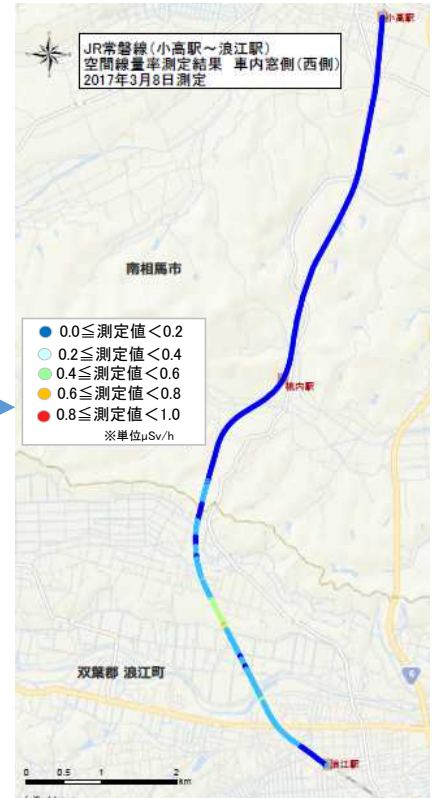 小高駅
JR常磐線(小高駅～浪江駅)
空間線量率測定結果 車内窓側(西側)
2017年3月8日測定
南相馬市
0.0≦測定値<0.2
0.2≦測定値<0.4
0.4≦測定値<0.6
0.6≦測定値<0.8
0.8≦測定値<1.0
※単位μSv/h
桃内駅
双葉郡 浪江町
6
浪江駅
0 0.5 1 2
km